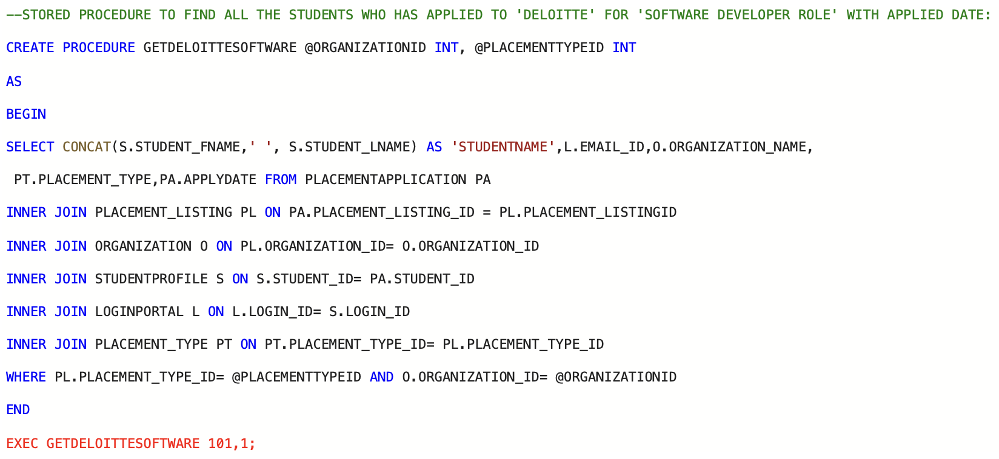 --STORED PROCEDURE TO FIND ALL THE STUDENTS WHO HAS APPLIED TO 'DELOITTE' FOR 'SOFTWARE DEVELOPER ROLE' WITH APPLIED DATE:
CREATE PROCEDURE GETDELOITTESOFTWARE @ORGANIZATIONID INT, @PLACEMENTTYPEID INT
AS
BEGIN
SELECT CONCAT(S.STUDENT_FNAME,' ', S.STUDENT_LNAME) AS 'STUDENTNAME',L.EMAIL_ID,O.ORGANIZATION_NAME,
PT.PLACEMENT_TYPE,PA.APPLYDATE FROM PLACEMENTAPPLICATION PA
INNER JOIN PLACEMENT_LISTING PL ON PA.PLACEMENT_LISTING_ID = PL.PLACEMENT_LISTINGID
INNER JOIN ORGANIZATION O ON PL.ORGANIZATION_ID= O.ORGANIZATION_ID
INNER JOIN STUDENTPROFILE S ON S.STUDENT_ID= PA.STUDENT_ID
INNER JOIN LOGINPORTAL L ON L.LOGIN_ID= S.LOGIN_ID
INNER JOIN PLACEMENT_TYPE PT ON PT.PLACEMENT_TYPE_ID= PL.PLACEMENT_TYPE_ID
WHERE PL.PLACEMENT_TYPE_ID= @PLACEMENTTYPEID AND O.ORGANIZATION_ID= @ORGANIZATIONID
END
EXEC GETDELOITTESOFTWARE 101,1;